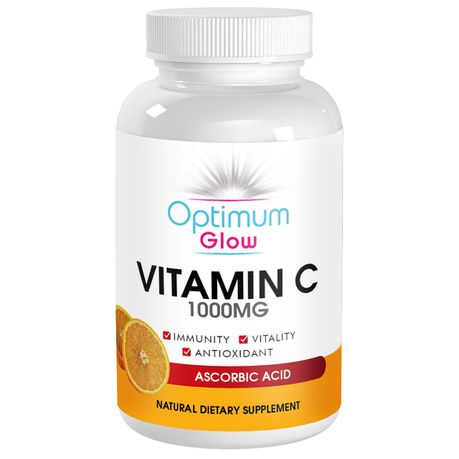 Optimum
Glow
VITAMIN C
1000MG
IMMUNITY VITALITY
ANTIOXIDANT
ASCORBIC ACID
NATURAL DIETARY SUPPLEMENT